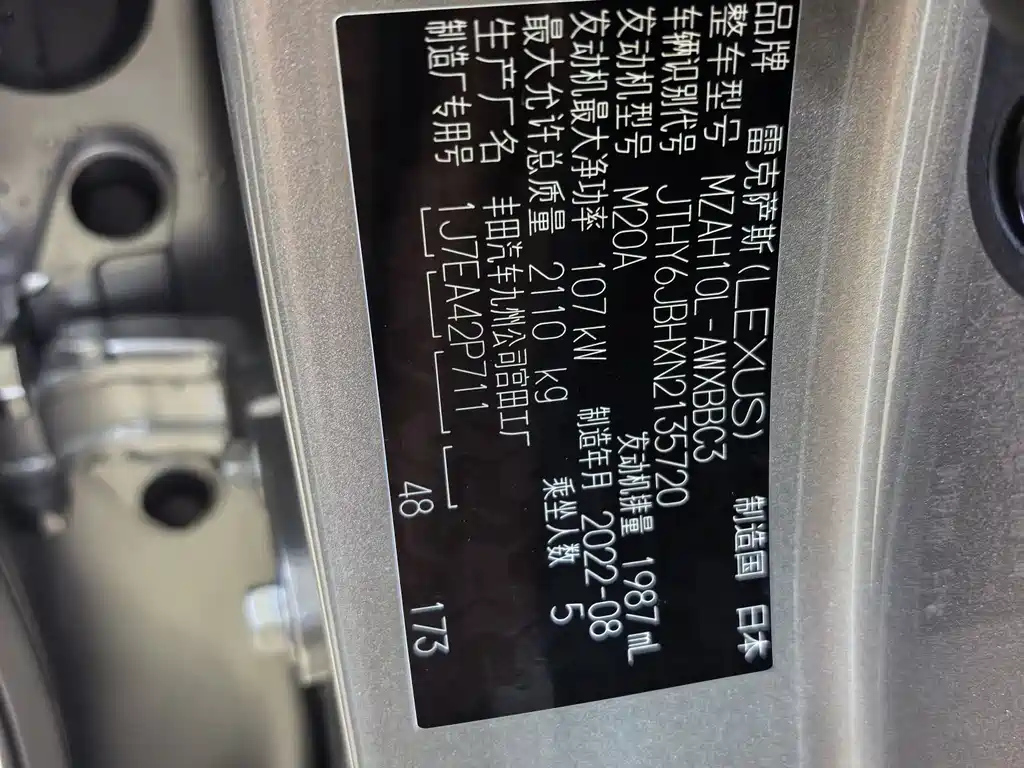 品牌 雷克萨斯(LEXUS) 制造国 日本
整车型号 MZAH10L-AWXBBC3
车辆识别代号 JTHY6JBHXN2135720
发动机型号 M20A 发动机排量 1987 mL
发动机最大净功率 107 kW 制造年月 2022-08
最大允许总质量 2110 kg 乘坐人数 5
生产厂名 丰田汽车九州公司宫田工厂
制造厂专用号 1J7EA42P711 48 173